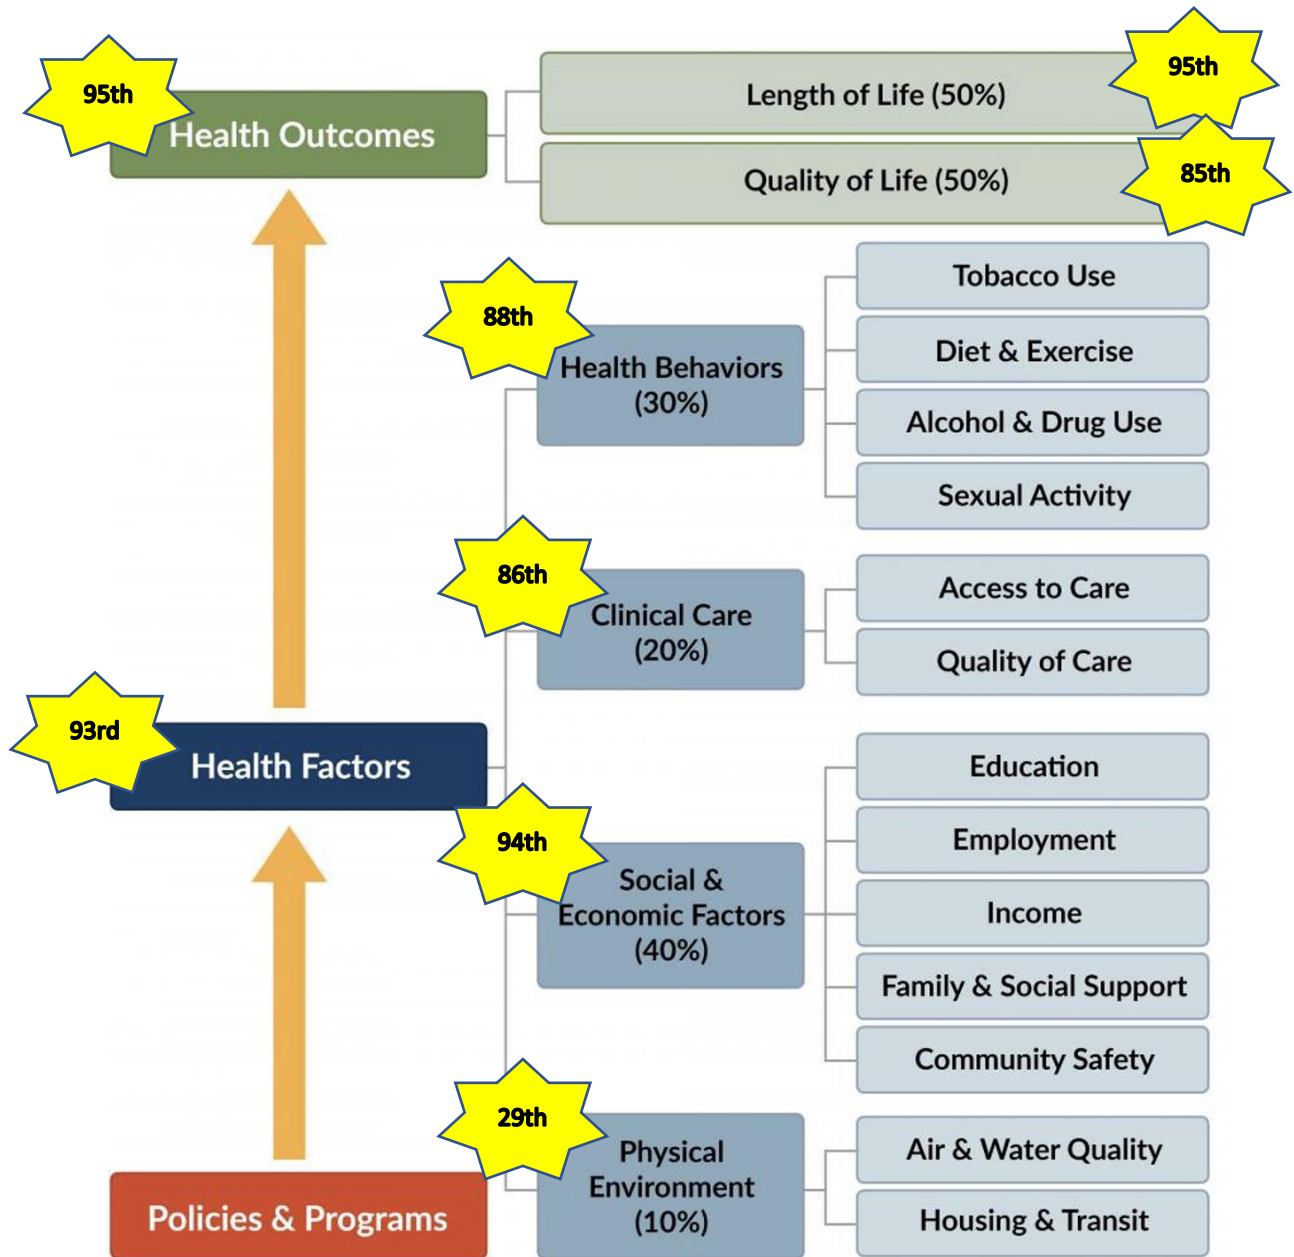 95th
Health Outcomes
Length of Life (50%)
95th
Quality of Life (50%)
85th
88th
Health Behaviors
(30%)
Tobacco Use
Diet & Exercise
Alcohol & Drug Use
Sexual Activity
86th
Clinical Care
(20%)
Access to Care
Quality of Care
93rd
Health Factors
94th
Social &
Economic Factors
(40%)
Education
Employment
Income
Family & Social Support
Community Safety
29th
Physical
Environment
(10%)
Air & Water Quality
Housing & Transit
Policies & Programs